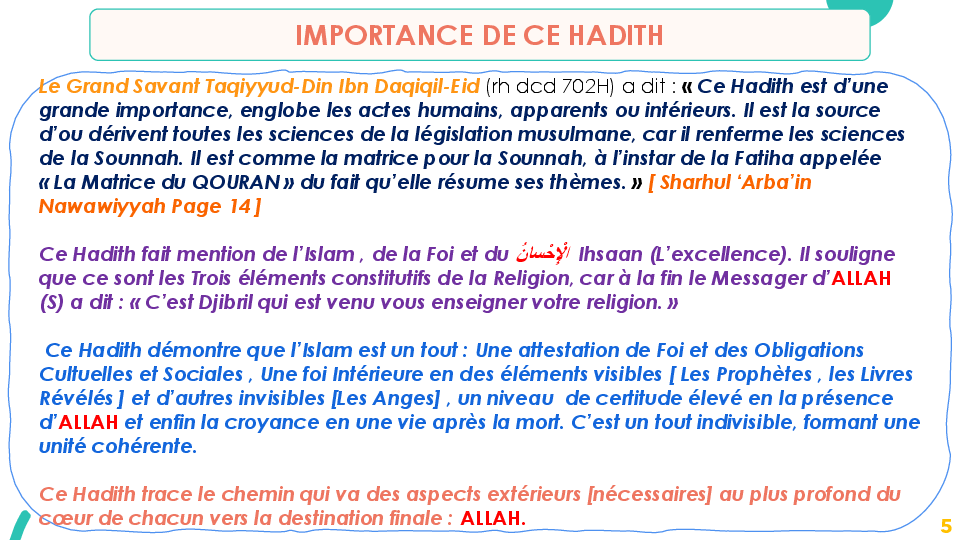 IMPORTANCE DE CE HADITH
Le Grand Savant Taqiyyud-Din Ibn Daqiqil-Eid (rh dcd 702H) a dit : « Ce Hadith est d’une
grande importance, englobe les actes humains, apparents ou intérieurs. Il est la source
d’ou dérivent toutes les sciences de la législation musulmane, car il renferme les sciences
de la Sounnah. Il est comme la matrice pour la Sounnah, à l’instar de la Fatiha appelée
« La Matrice du QOURAN » du fait qu’elle résume ses thèmes. » [ Sharhul ‘Arba’in
Nawawiyyah Page 14 ]
Ce Hadith fait mention de l’Islam , de la Foi et du الْإِحْسانُ Ihsaan (L’excellence). Il souligne
que ce sont les Trois éléments constitutifs de la Religion, car à la fin le Messager d’ALLAH
(S) a dit : « C’est Djibril qui est venu vous enseigner votre religion. »
Ce Hadith démontre que l’Islam est un tout : Une attestation de Foi et des Obligations
Cultuelles et Sociales , Une foi Intérieure en des éléments visibles [ Les Prophètes , les Livres
Révélés ] et d’autres invisibles [Les Anges] , un niveau de certitude élevé en la présence
d’ALLAH et enfin la croyance en une vie après la mort. C’est un tout indivisible, formant une
unité cohérente.
Ce Hadith trace le chemin qui va des aspects extérieurs [nécessaires] au plus profond du
cœur de chacun vers la destination finale : ALLAH.
5